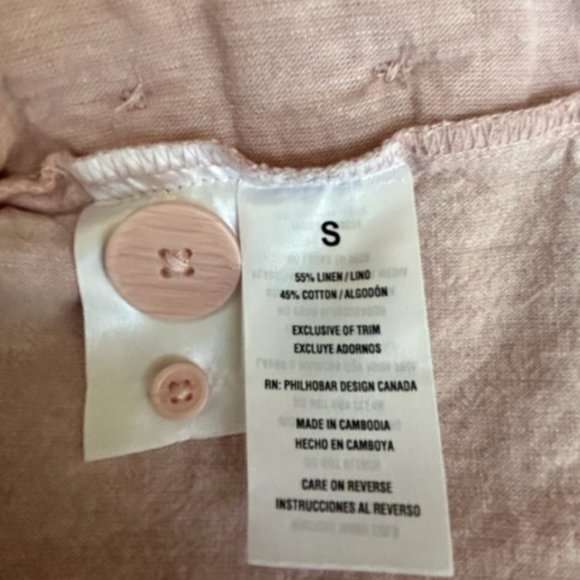 S
55% LINEN / LINO
45% COTTON / ALGODÓN
EXCLUSIVE OF TRIM
EXCLUYE ADORNOS
RN: PHILHOBAR DESIGN CANADA
MADE IN CAMBODIA
HECHO EN CAMBOYA
CARE ON REVERSE
INSTRUCCIONES AL REVERSO